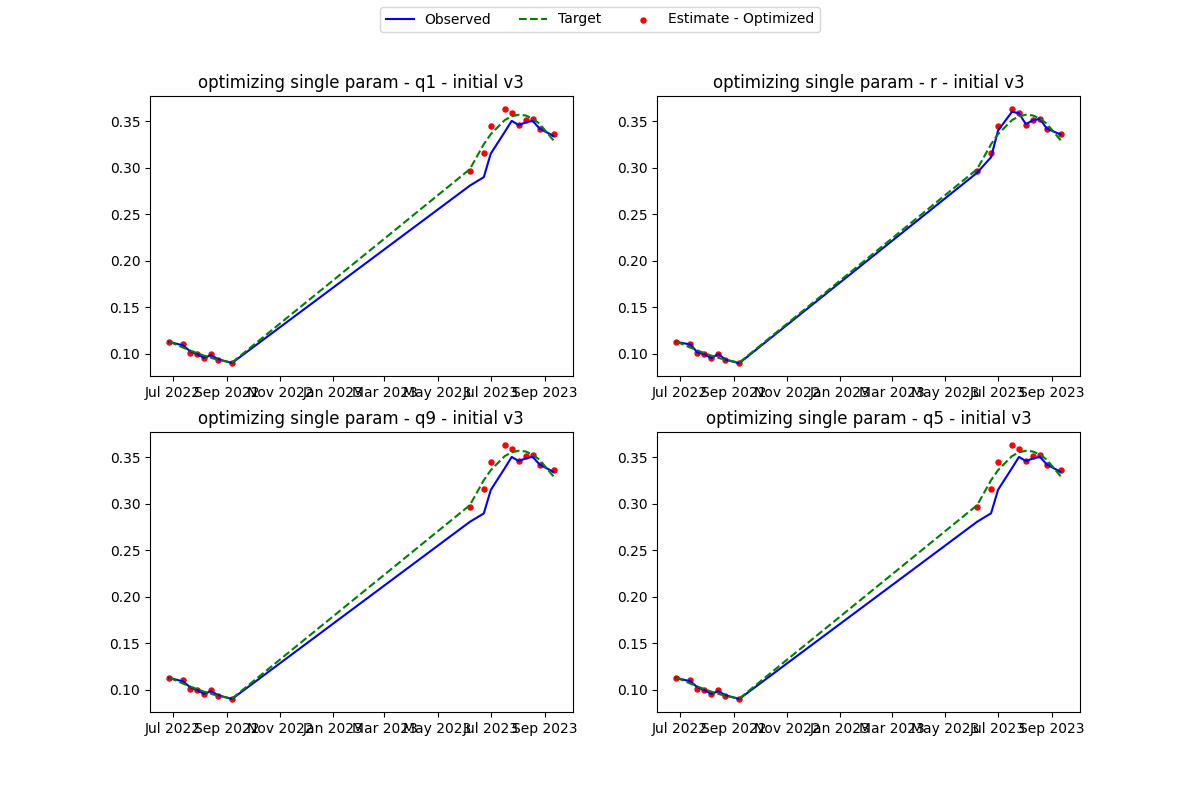 Observed Target Estimate - Optimized
optimizing single param - q1 - initial v3
0.35
0.30
0.25
0.20
0.15
0.10
Jul 2022 Sep 2022 Nov 2022 Jan 2023 Mar 2023 May 2023 Jul 2023 Sep 2023
optimizing single param - r - initial v3
0.35
0.30
0.25
0.20
0.15
0.10
Jul 2022 Sep 2022 Nov 2022 Jan 2023 Mar 2023 May 2023 Jul 2023 Sep 2023
optimizing single param - q9 - initial v3
0.35
0.30
0.25
0.20
0.15
0.10
Jul 2022 Sep 2022 Nov 2022 Jan 2023 Mar 2023 May 2023 Jul 2023 Sep 2023
optimizing single param - q5 - initial v3
0.35
0.30
0.25
0.20
0.15
0.10
Jul 2022 Sep 2022 Nov 2022 Jan 2023 Mar 2023 May 2023 Jul 2023 Sep 2023